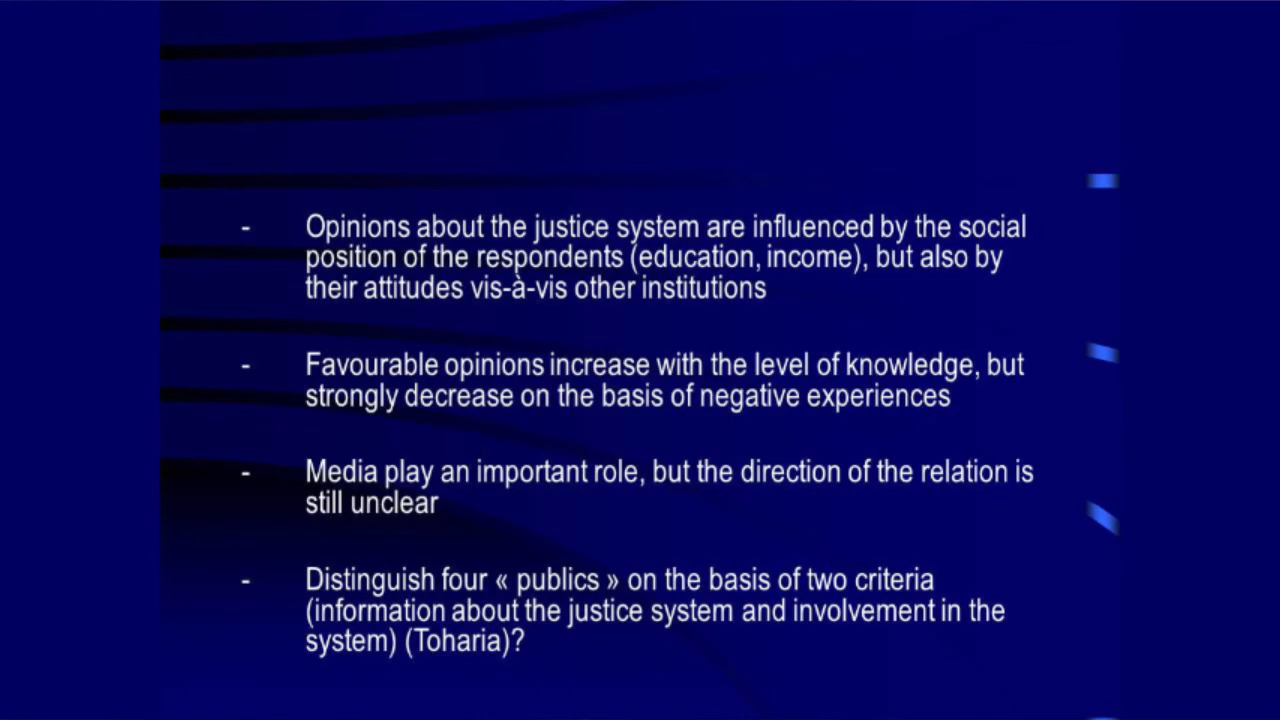 - Opinions about the justice system are influenced by the social
position of the respondents (education, income), but also by
their attitudes vis-à-vis other institutions
- Favourable opinions increase with the level of knowledge, but
strongly decrease on the basis of negative experiences
- Media play an important role, but the direction of the relation is
still unclear
- Distinguish four « publics » on the basis of two criteria
(information about the justice system and involvement in the
system) (Toharia)?